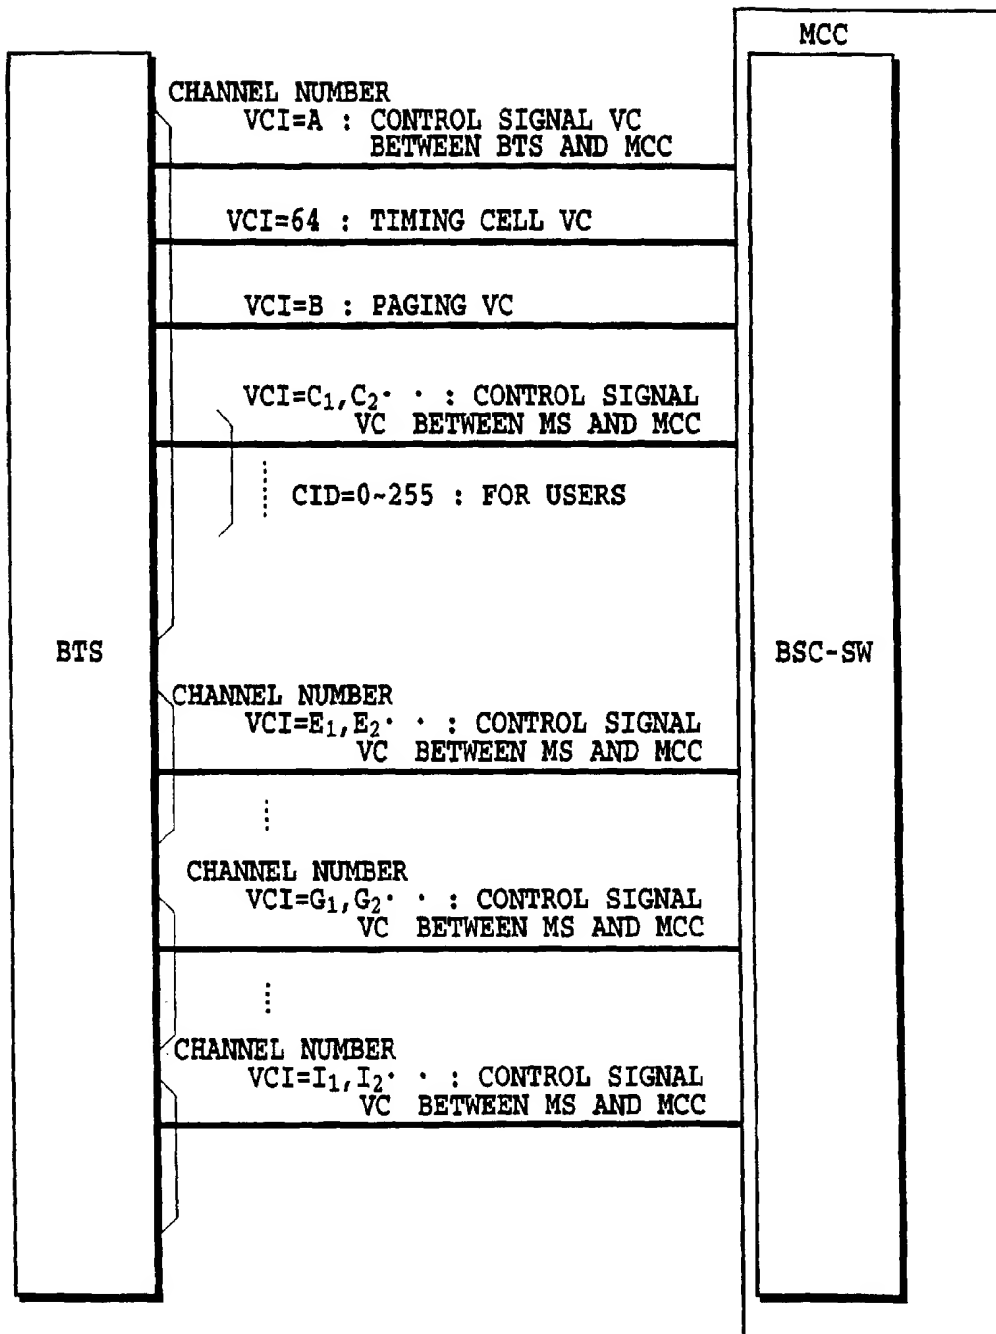 MCC
CHANNEL NUMBER
VCI=A : CONTROL SIGNAL VC
BETWEEN BTS AND MCC
VCI=64 : TIMING CELL VC
VCI=B : PAGING VC
VCI=C₁,C₂· · : CONTROL SIGNAL
VC BETWEEN MS AND MCC
CID=0~255 : FOR USERS
BTS
BSC-SW
CHANNEL NUMBER
VCI=E₁,E₂· · : CONTROL SIGNAL
VC BETWEEN MS AND MCC
CHANNEL NUMBER
VCI=G₁,G₂· · : CONTROL SIGNAL
VC BETWEEN MS AND MCC
CHANNEL NUMBER
VCI=I₁,I₂· · : CONTROL SIGNAL
VC BETWEEN MS AND MCC